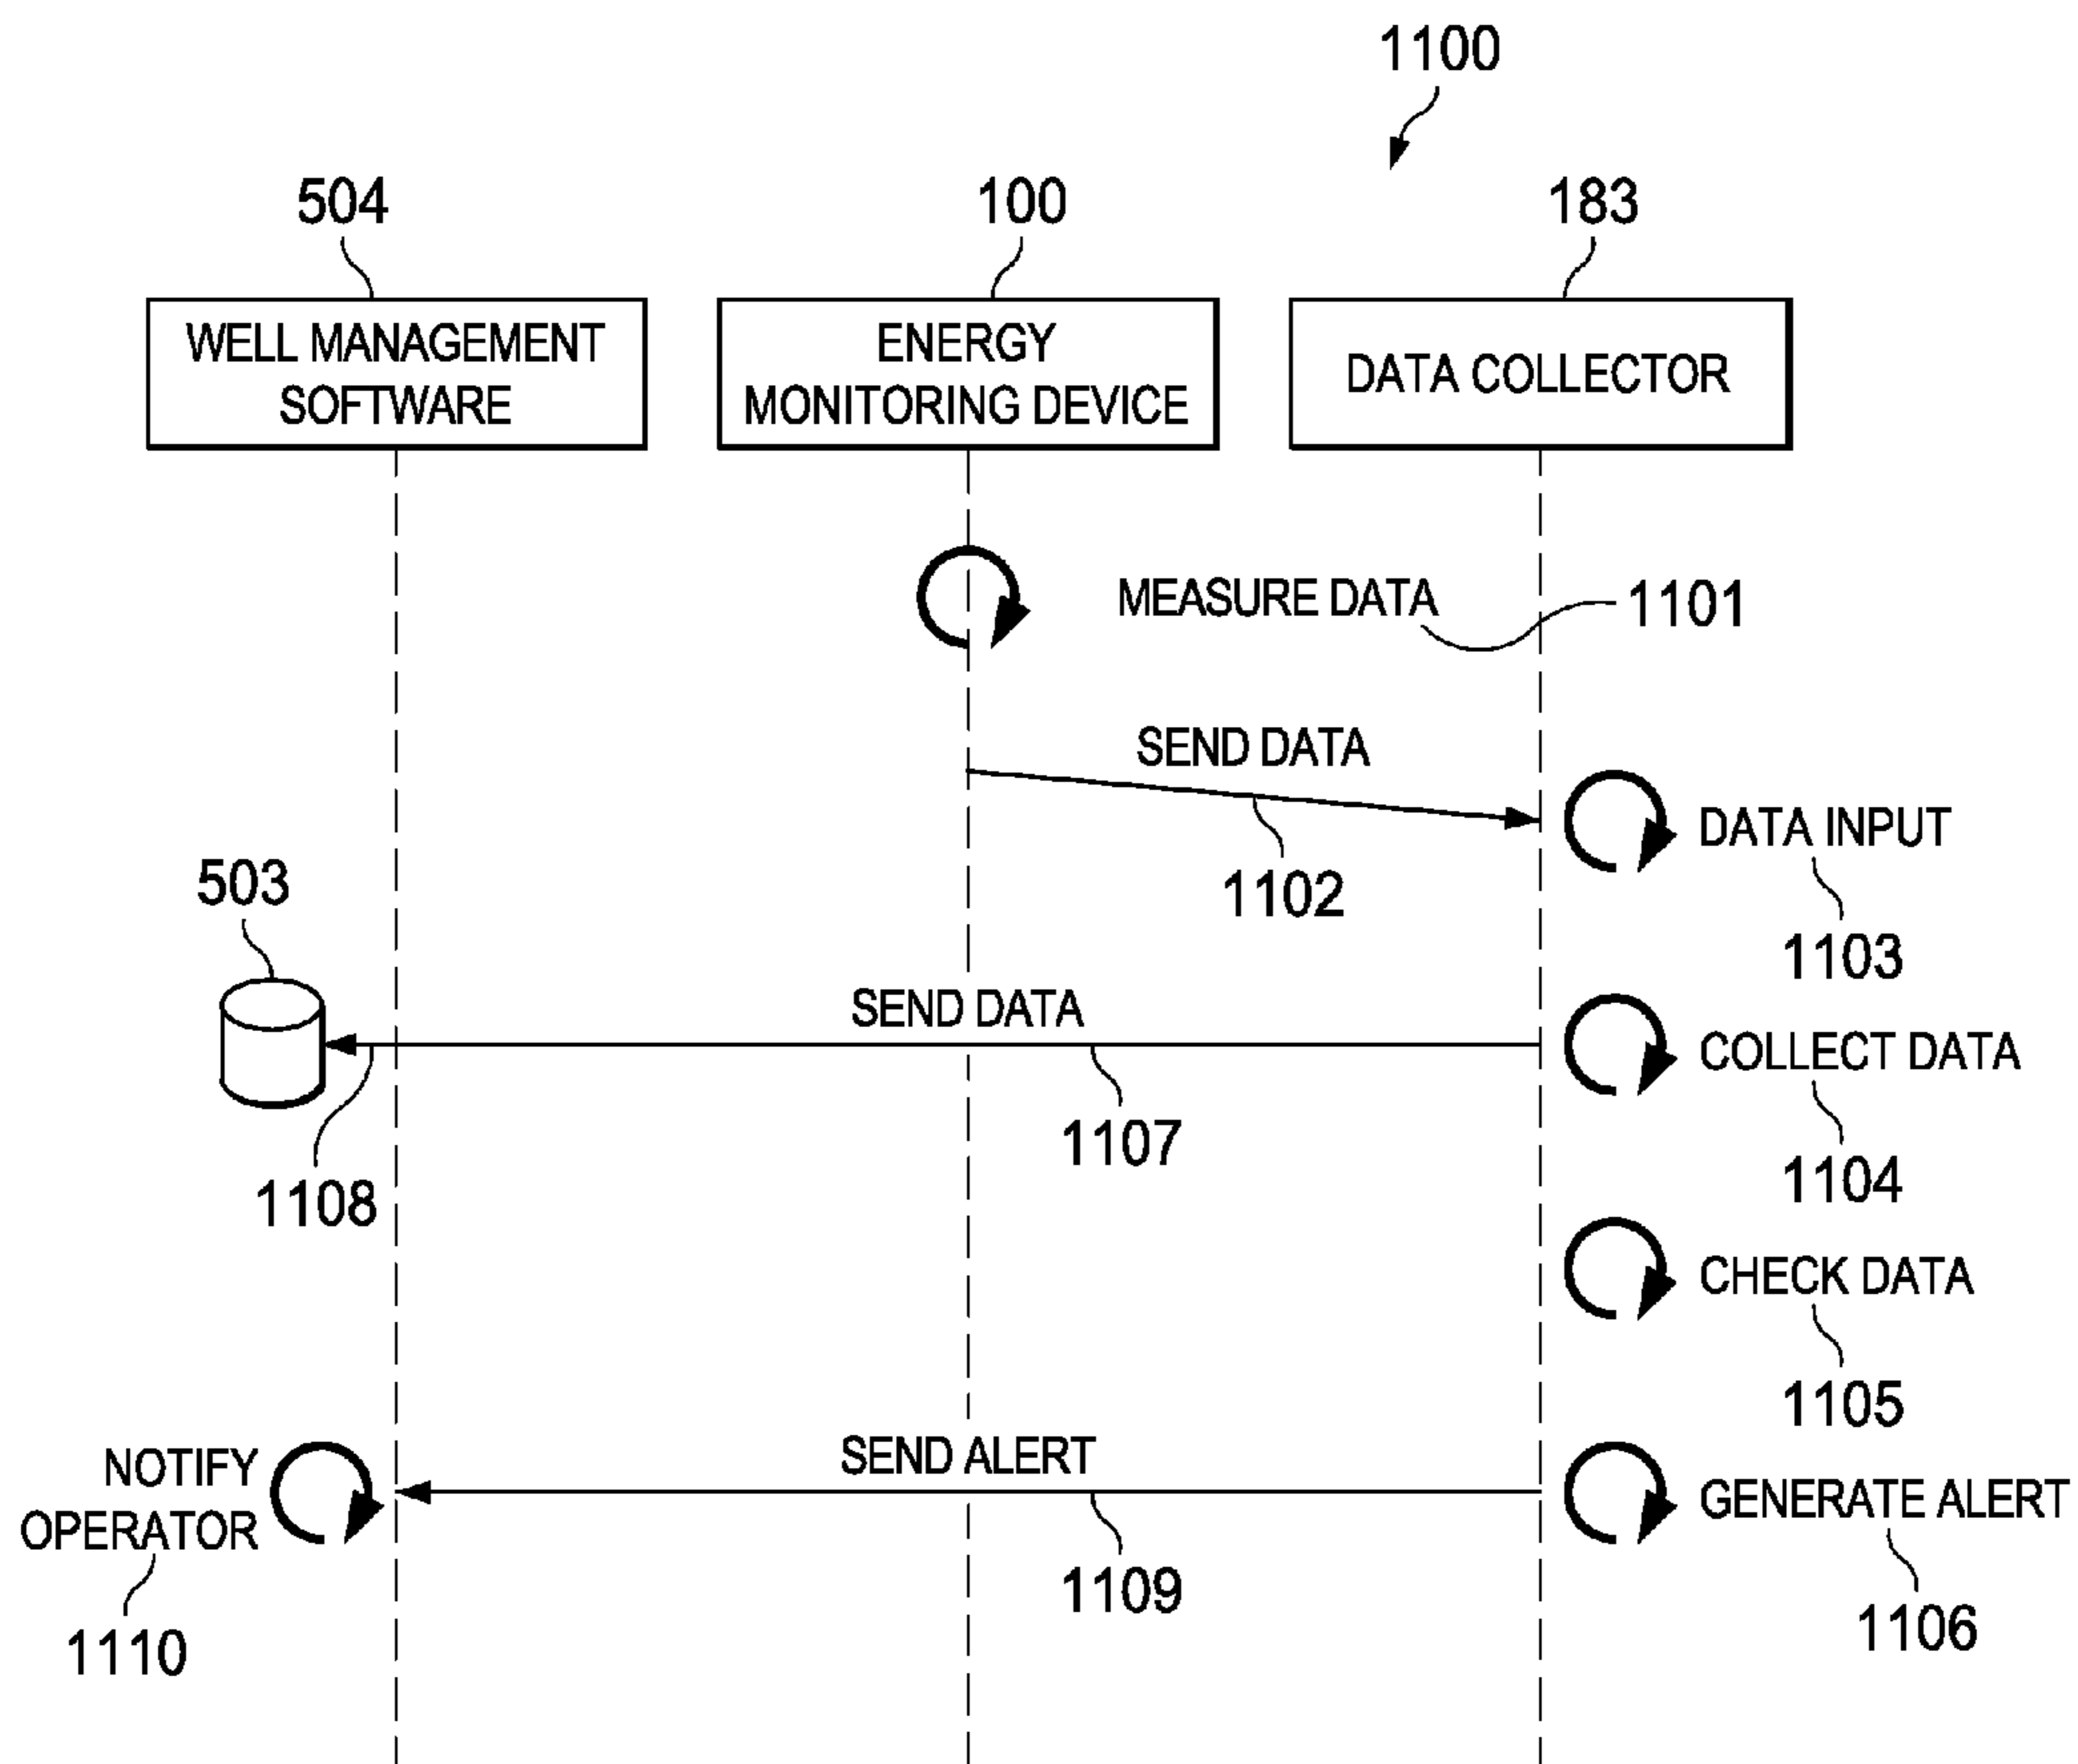 1100
504
100
183
WELL MANAGEMENT
SOFTWARE
ENERGY
MONITORING DEVICE
DATA COLLECTOR
MEASURE DATA
1101
SEND DATA
1102
DATA INPUT
1103
503
SEND DATA
1107
1108
COLLECT DATA
1104
CHECK DATA
1105
NOTIFY
OPERATOR
1110
SEND ALERT
1109
GENERATE ALERT
1106